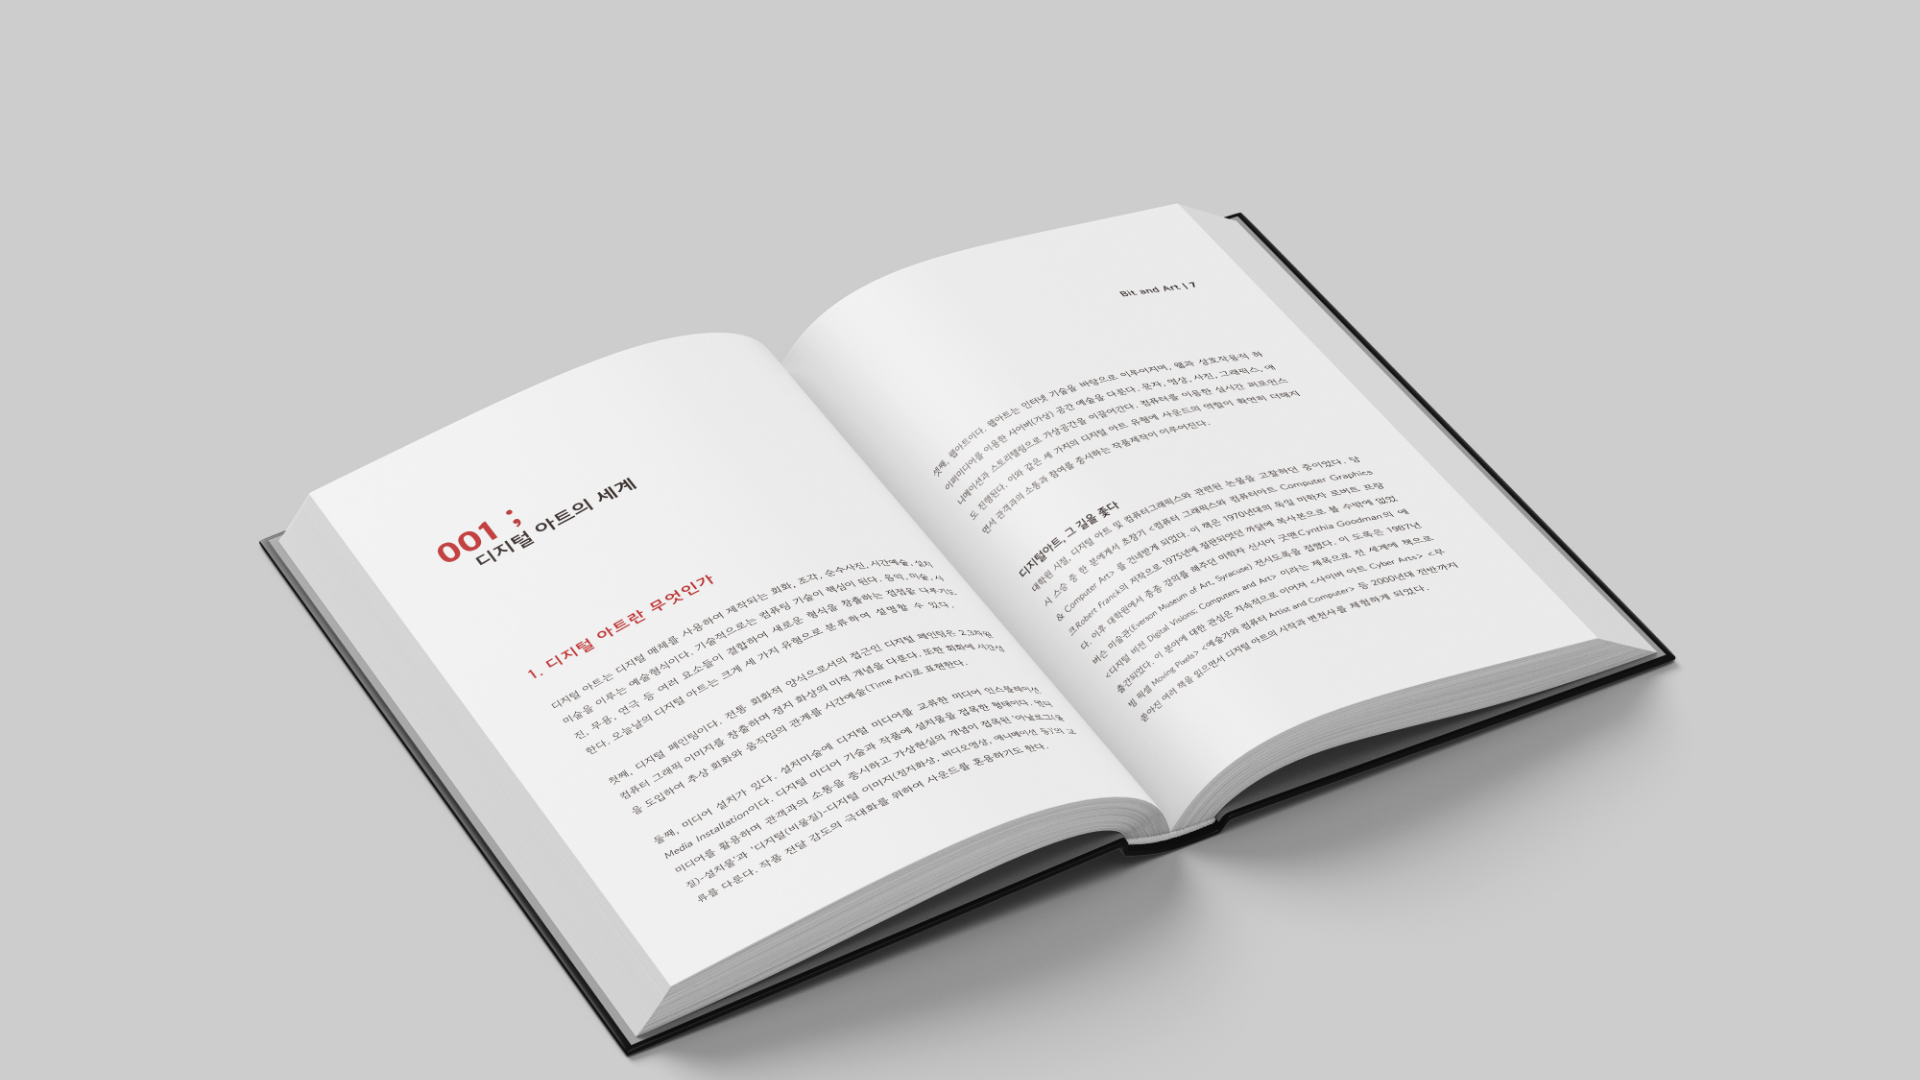 001 ;
디지털 아트의 세계
1. 디지털 아트란 무엇인가
디지털 아트는 디지털 매체를 사용하여 제작되는 회화, 조각, 순수사진, 시간예술, 설치
미술을 이루는 예술형식이다. 기술적으로는 컴퓨팅 기술이 핵심이 된다. 음악, 미술, 사
진, 무용, 연극 등 여러 요소들이 결합하여 새로운 형식을 창출하는 접점을 다루기도
한다. 오늘날의 디지털 아트는 크게 세 가지 유형으로 분류하여 설명할 수 있다.
첫째, 디지털 페인팅이다. 전통 회화적 양식으로서의 접근인 디지털 페인팅은 2,3차원
컴퓨터 그래픽 이미지를 창출하며 정지 화상의 미적 개념을 다룬다. 또한 회화에 시간성
을 도입하여 추상 회화와 움직임의 관계를 시간예술(Time Art)로 표현한다.
둘째, 미디어 설치가 있다. 설치미술에 디지털 미디어를 교류한 미디어 인스톨레이션
Media Installation이다. 디지털 미디어 기술과 작품에 설치물을 접목한 형태이다. 멀티
미디어를 활용하며 관객과의 소통을 중시하고 가상현실의 개념이 접목된 '아날로그(물
질)-설치물'과 '디지털(비물질)-디지털 이미지(정지화상, 비디오영상, 애니메이션 등)'의 교
류를 다룬다. 작품 전달 강도의 극대화를 위하여 사운드를 혼용하기도 한다.
Bit and Art | 7
셋째, 웹아트이다. 웹아트는 인터넷 기술을 바탕으로 이루어지며, 웹과 상호작용적 하
이퍼미디어를 이용한 사이버(가상) 공간 예술을 다룬다. 문자, 영상, 사진, 그래픽스, 애
니메이션과 스토리텔링으로 가상공간을 이끌어간다. 컴퓨터를 이용한 실시간 퍼포먼스
도 진행된다. 이와 같은 세 가지의 디지털 아트 유형에 사운드의 역할이 확연히 더해지
면서 관객과의 소통과 참여를 중시하는 작품제작이 이루어진다.
디지털아트, 그 길을 좇다
대학원 시절, 디지털 아트 및 컴퓨터그래픽스와 관련된 논물을 고찰하던 중이었다. 당
시 스승 중 한 분에게서 초창기 <컴퓨터 그래픽스와 컴퓨터아트 Computer Graphics
& Computer Art> 를 건네받게 되었다. 이 책은 1970년대의 독일 미학자 로버트 프랑
크Robert Franck의 저작으로 1975년에 절판되엇던 까닭에 복사본으로 볼 수밖에 없었
다. 이후 대학원에서 종종 강의를 해주던 미학자 신시아 굿맨Cynthia Goodman의 에
버슨 미술관(Everson Museum of Art, Syracuse) 전시도록을 접했다. 이 도록은 1987년
<디지털 비전 Digital Visions: Computers and Art> 이라는 제목으로 전 세계에 책으로
출간되었다. 이 분야에 대한 관심은 지속적으로 이어져 <사이버 아트 Cyber Arts> <무
빙 픽셀 Moving Pixels> <예술가와 컴퓨터 Artist and Computer> 등 2000년대 전반까지
쏟아진 여러 책을 읽으면서 디지털 아트의 시작과 변천사를 체험하게 되었다.